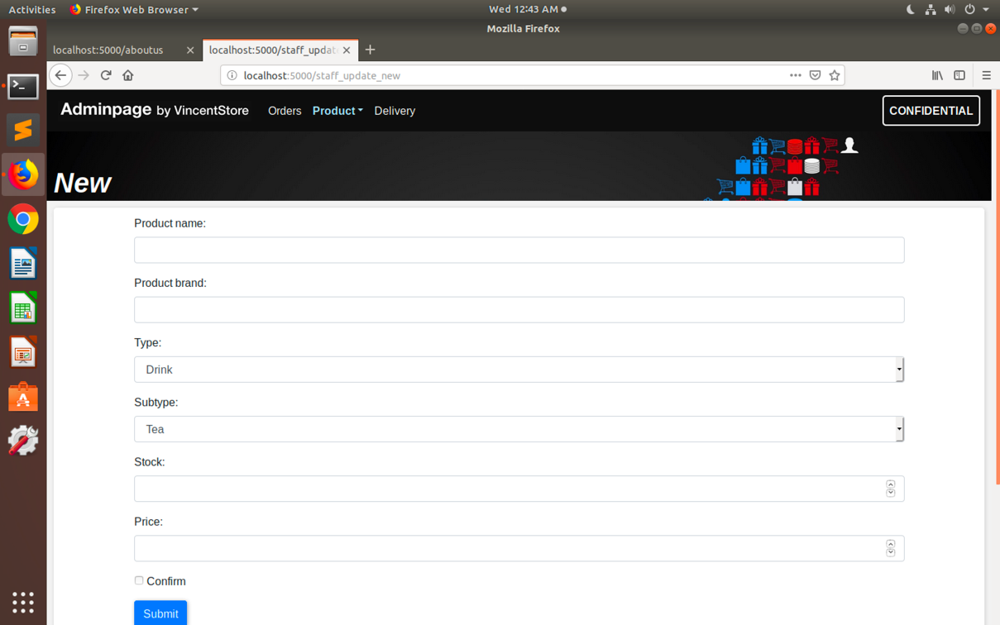 Activities Firefox Web Browser Wed 12:43 AM
Mozilla Firefox
localhost:5000/aboutus localhost:5000/staff_updat
localhost:5000/staff_update_new
Adminpage by VincentStore Orders Product Delivery CONFIDENTIAL
New
Product name:
Product brand:
Type:
Drink
Subtype:
Tea
Stock:
Price:
Confirm
Submit